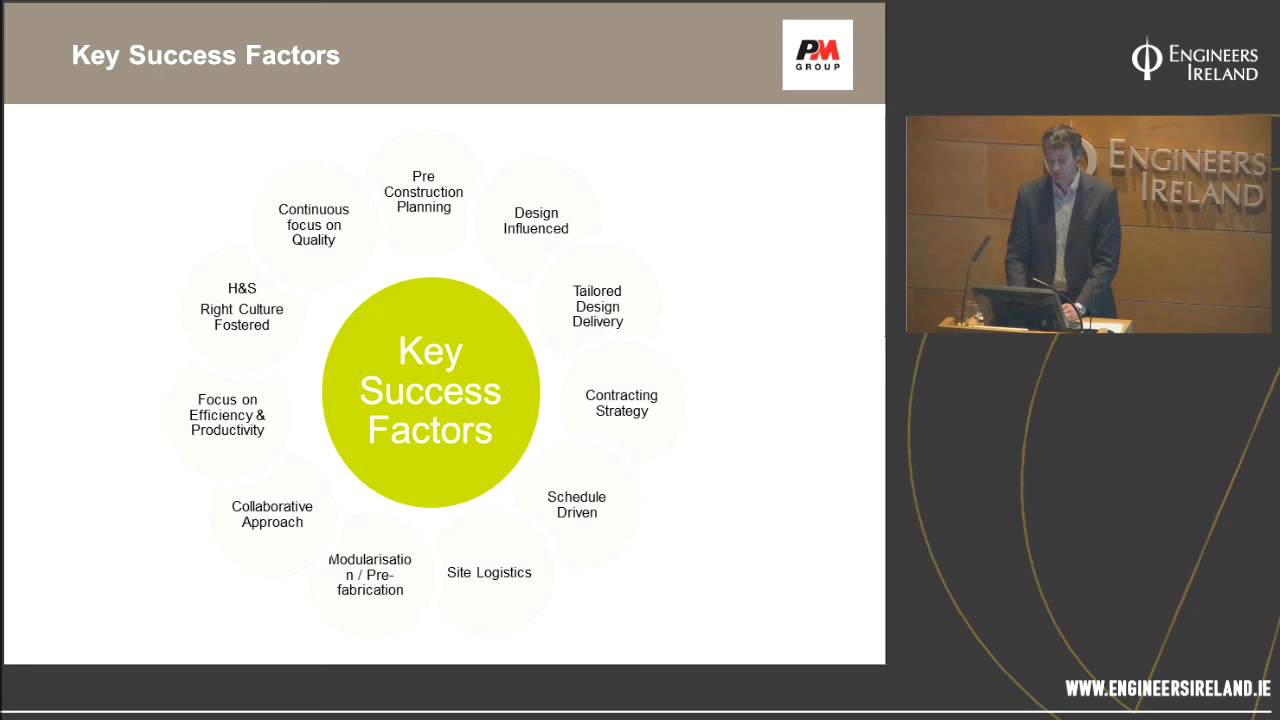 Key Success Factors
PM
GROUP
ENGINEERS
IRELAND
ENGINEERS
IRELAND
Pre
Construction
Planning
Design
Influenced
Tailored
Design
Delivery
Contracting
Strategy
Schedule
Driven
Site Logistics
Modularisatio
n / Pre-
fabrication
Collaborative
Approach
Focus on
Efficiency &
Productivity
H&S
Right Culture
Fostered
Continuous
focus on
Quality
Key
Success
Factors
WWW.ENGINEERSIRELAND.IE